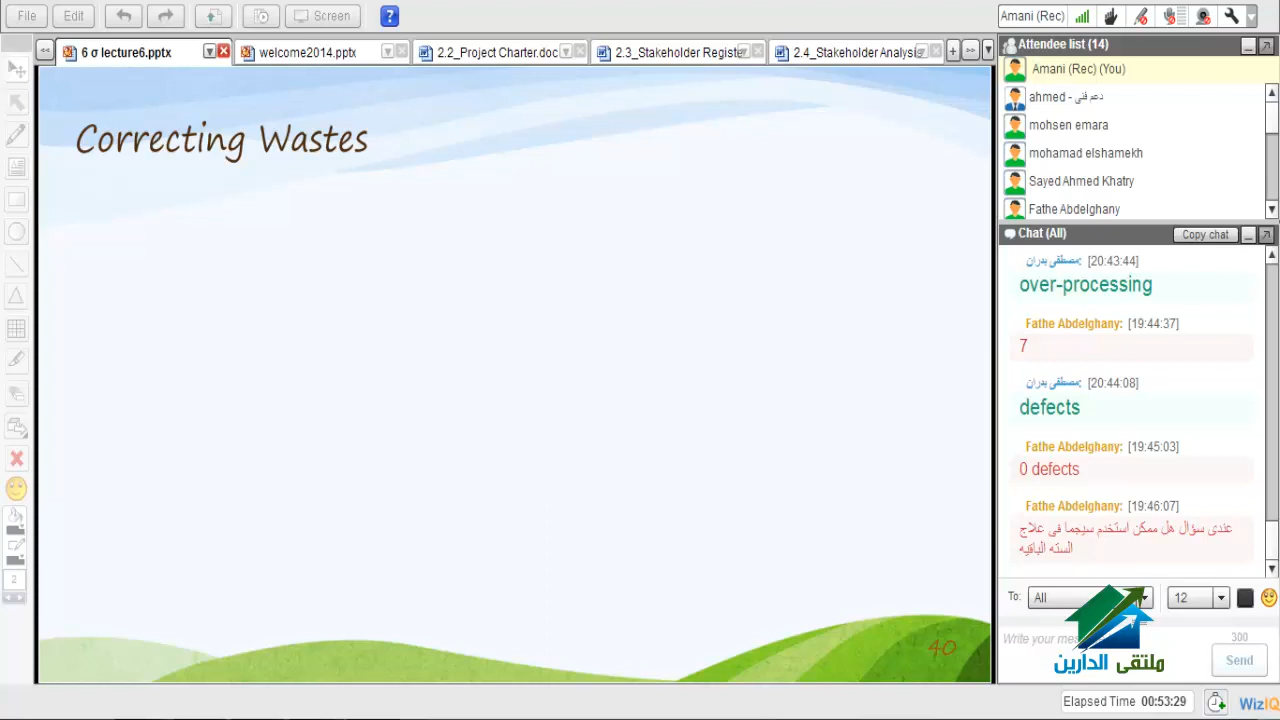 File
Edit
Screen
?
Amani (Rec)
<<
6 σ lecture6.pptx
welcome2014.pptx
2.2_Project Charter.doc
2.3_Stakeholder Registe
2.4_Stakeholder Analysis
+
>>
Attendee list (14)
Amani (Rec) (You)
ahmed - دعم فنى
mohsen emara
mohamad elshamekh
Sayed Ahmed Khatry
Fathe Abdelghany
Correcting Wastes
40
2
Chat (All)
Copy chat
مصطفى بدران: [20:43:44]
over-processing
Fathe Abdelghany: [19:44:37]
7
مصطفى بدران: [20:44:08]
defects
Fathe Abdelghany: [19:45:03]
0 defects
Fathe Abdelghany: [19:46:07]
عندى سؤال هل ممكن استخدم سيجما فى علاج
السته الباقيه
To:
All
12
Write your mes
300
Send
ملتقى الدارين
Elapsed Time 00:53:29
WizIQ